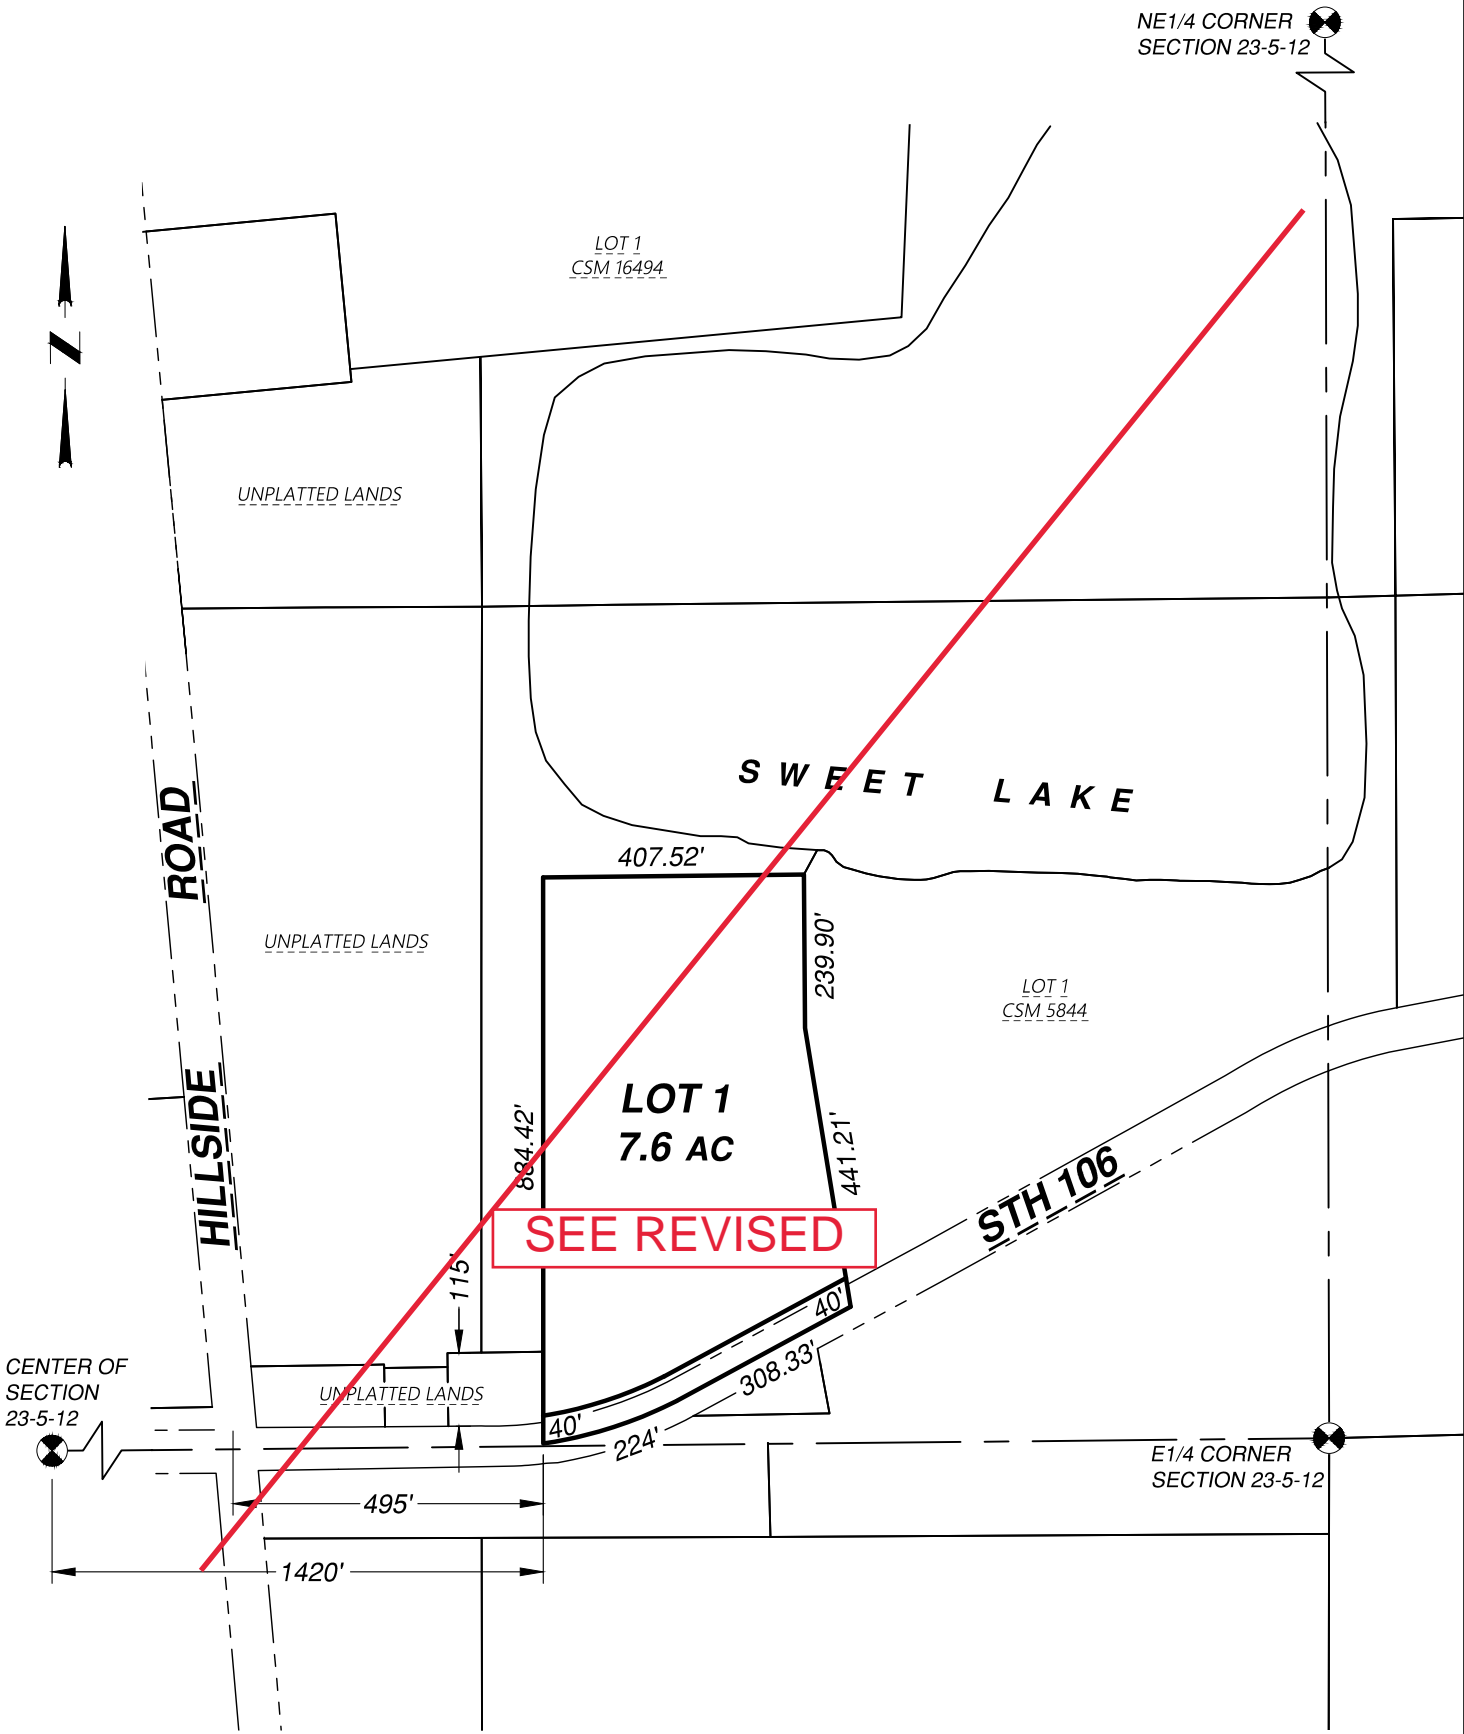 NE1/4 CORNER
SECTION 23-5-12
LOT 1
CSM 16494
N
UNPLATTED LANDS
SWEET LAKE
407.52'
ROAD
239.90'
UNPLATTED LANDS
LOT 1
CSM 5844
LOT 1
7.6 AC
884.42'
441.21'
HILLSIDE
STH 106
SEE REVISED
115'
40'
308.33'
CENTER OF
SECTION
23-5-12
UNPLATTED LANDS
40'
224'
E1/4 CORNER
SECTION 23-5-12
495'
1420'